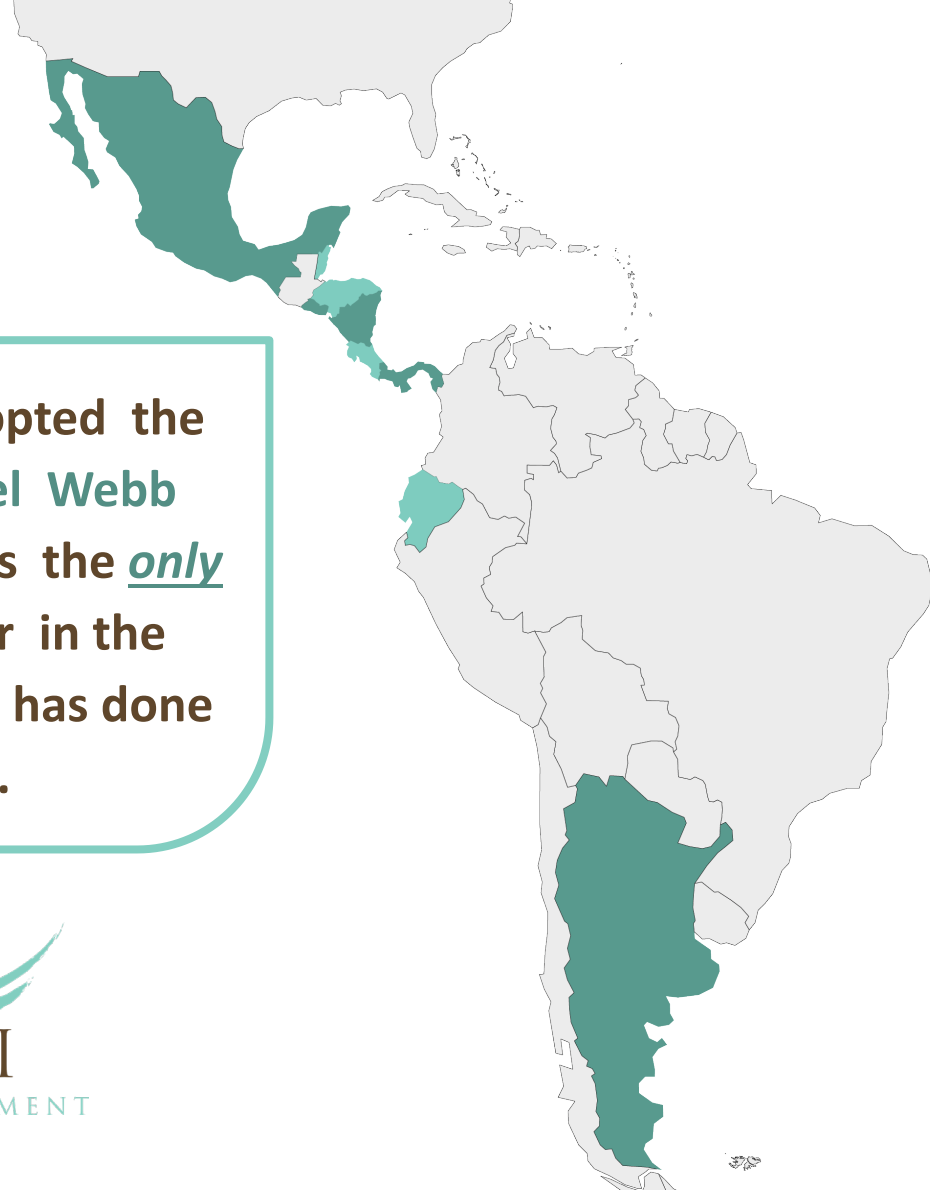 opted the
el Webb
s the only
r in the
has done
.
I
MENT